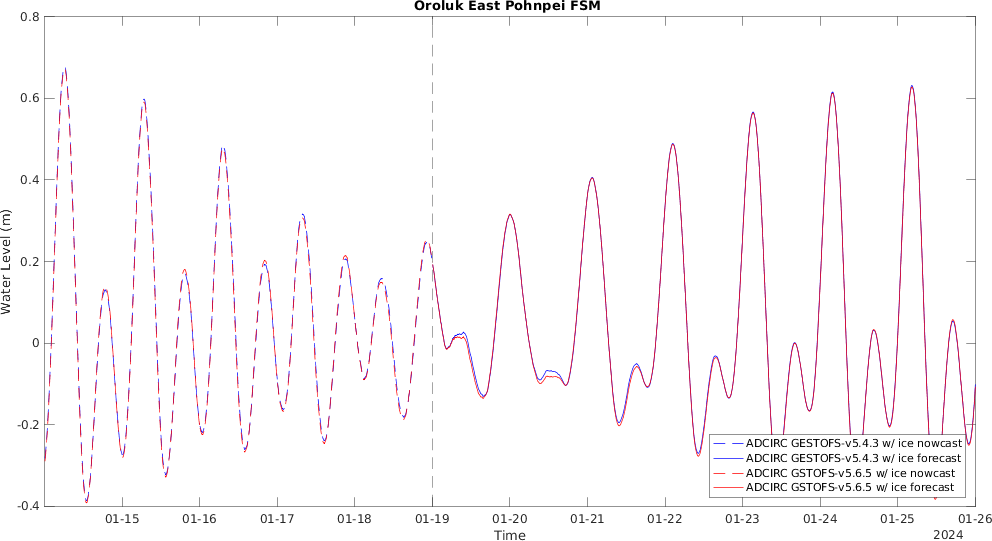 Oroluk East Pohnpei FSM
0.8
0.6
0.4
0.2
0
-0.2
-0.4
Water Level (m)
ADCIRC GESTOFS-v5.4.3 w/ ice nowcast
ADCIRC GESTOFS-v5.4.3 w/ ice forecast
ADCIRC GSTOFS-v5.6.5 w/ ice nowcast
ADCIRC GSTOFS-v5.6.5 w/ ice forecast
01-15 01-16 01-17 01-18 01-19 01-20 01-21 01-22 01-23 01-24 01-25 01-26
Time
2024